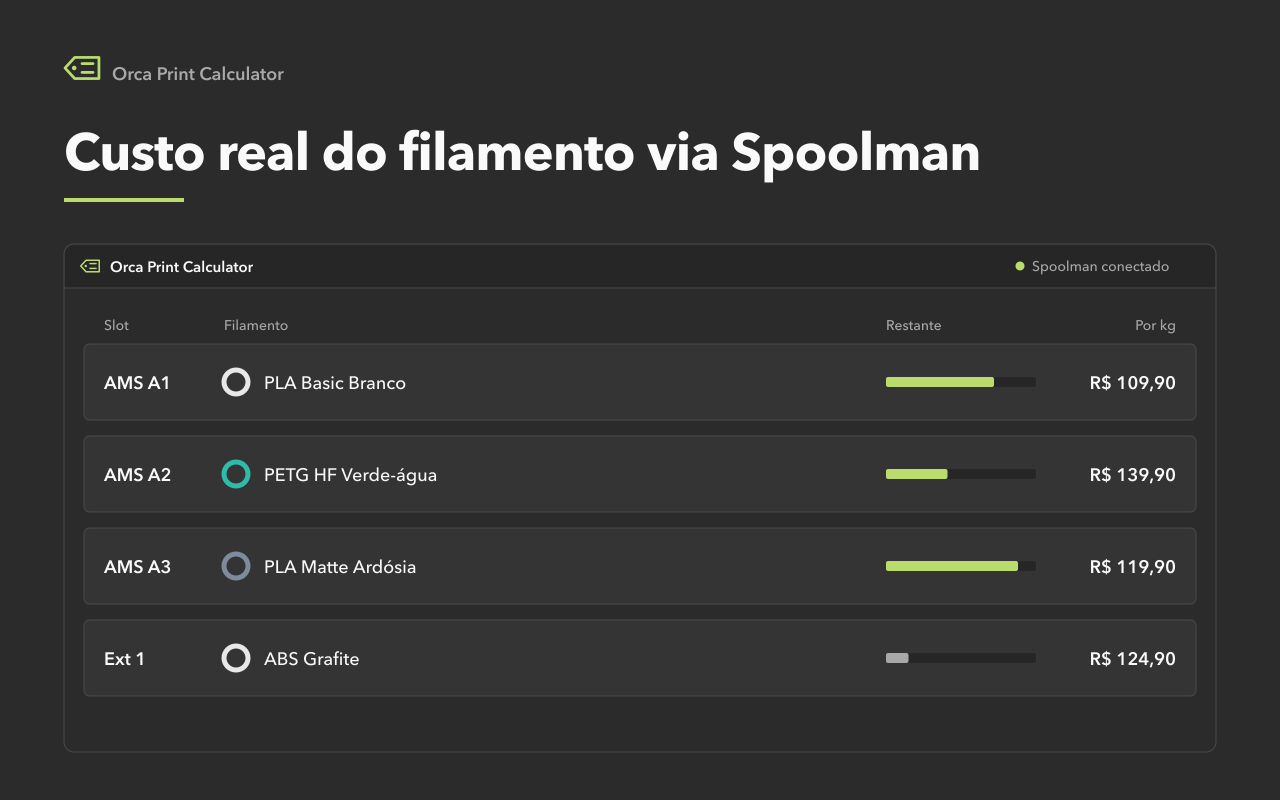 Orca Print Calculator
Custo real do filamento via Spoolman
Orca Print Calculator
Spoolman conectado
Slot Filamento Restante Por kg
AMS A1 PLA Basic Branco R$ 109,90
AMS A2 PETG HF Verde-água R$ 139,90
AMS A3 PLA Matte Ardósia R$ 119,90
Ext 1 ABS Grafite R$ 124,90